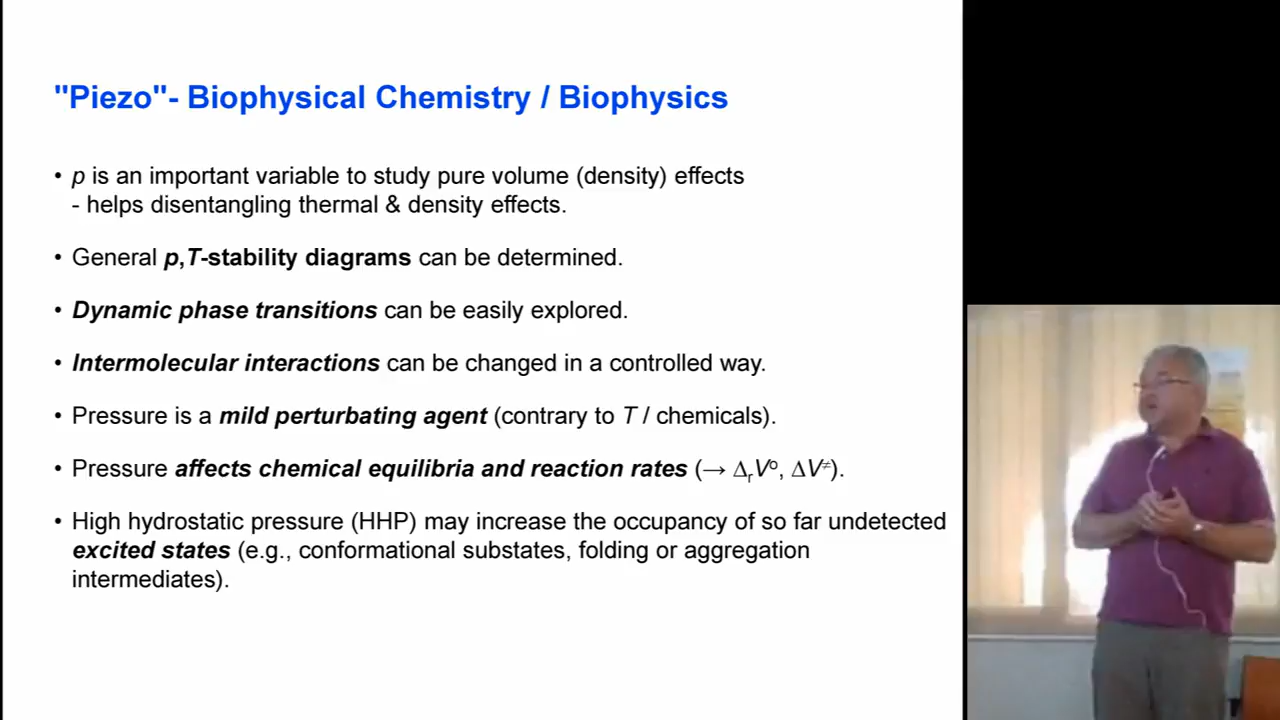 "Piezo"- Biophysical Chemistry / Biophysics
• p is an important variable to study pure volume (density) effects
- helps disentangling thermal & density effects.
• General p,T-stability diagrams can be determined.
• Dynamic phase transitions can be easily explored.
• Intermolecular interactions can be changed in a controlled way.
• Pressure is a mild perturbating agent (contrary to T / chemicals).
• Pressure affects chemical equilibria and reaction rates (→ ΔᵣV°, ΔV≠).
• High hydrostatic pressure (HHP) may increase the occupancy of so far undetected
excited states (e.g., conformational substates, folding or aggregation
intermediates).